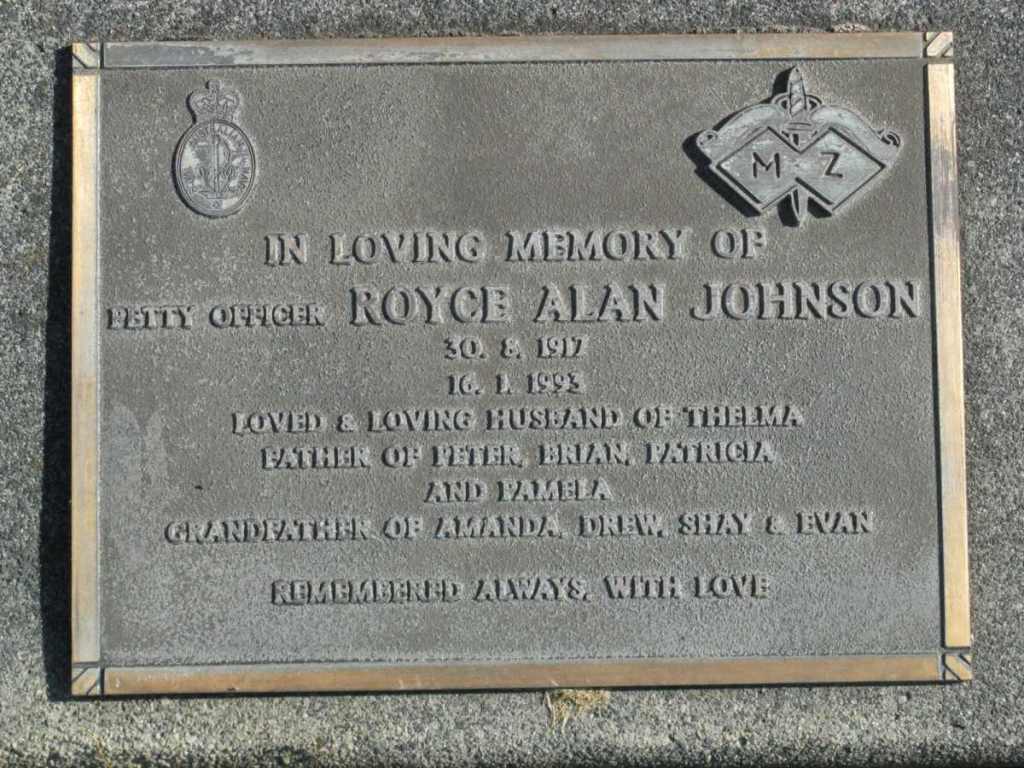 M Z
IN LOVING MEMORY OF
PETTY OFFICER ROYCE ALAN JOHNSON
30. 8. 1917
16. 1. 1993
LOVED & LOVING HUSBAND OF THELMA
FATHER OF PETER, BRIAN, PATRICIA
AND PAMELA
GRANDFATHER OF AMANDA, DREW, SHAY & EVAN
REMEMBERED ALWAYS, WITH LOVE